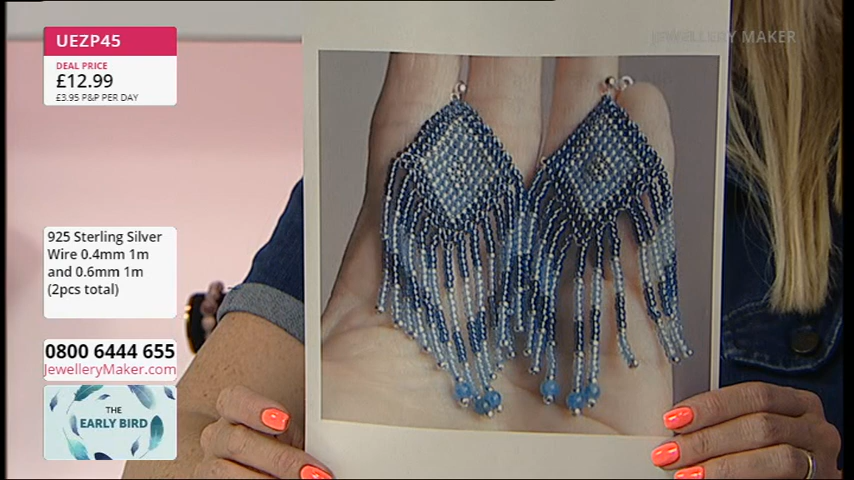 UEZP45
DEAL PRICE
£12.99
£3.95 P&P PER DAY
JEWELLERY MAKER
925 Sterling Silver
Wire 0.4mm 1m
and 0.6mm 1m
(2pcs total)
0800 6444 655
JewelleryMaker.com
THE
EARLY BIRD